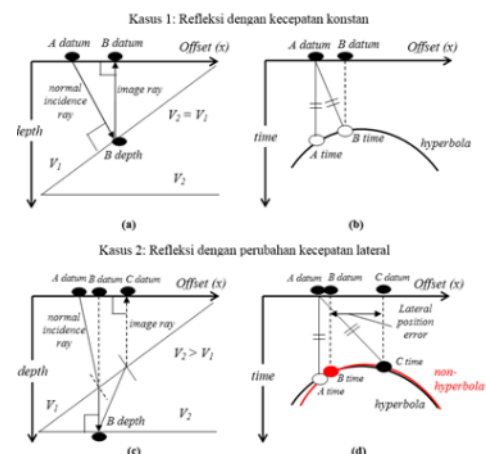 Kasus 1: Refleksi dengan kecepatan konstan
A datum B datum Offset (x)
normal incidence ray
image ray
V2 = V1
depth
B depth
V1
V2
(a)
A datum B datum Offset (x)
time
B time
A time
hyperbola
(b)
Kasus 2: Refleksi dengan perubahan kecepatan lateral
A datum B datum C datum Offset (x)
normal incidence ray
image ray
V2 > V1
depth
V1
B depth
V2
(c)
A datum B datum C datum Offset (x)
Lateral position error
time
C time
B time
A time
non-hyperbola
hyperbola
(d)